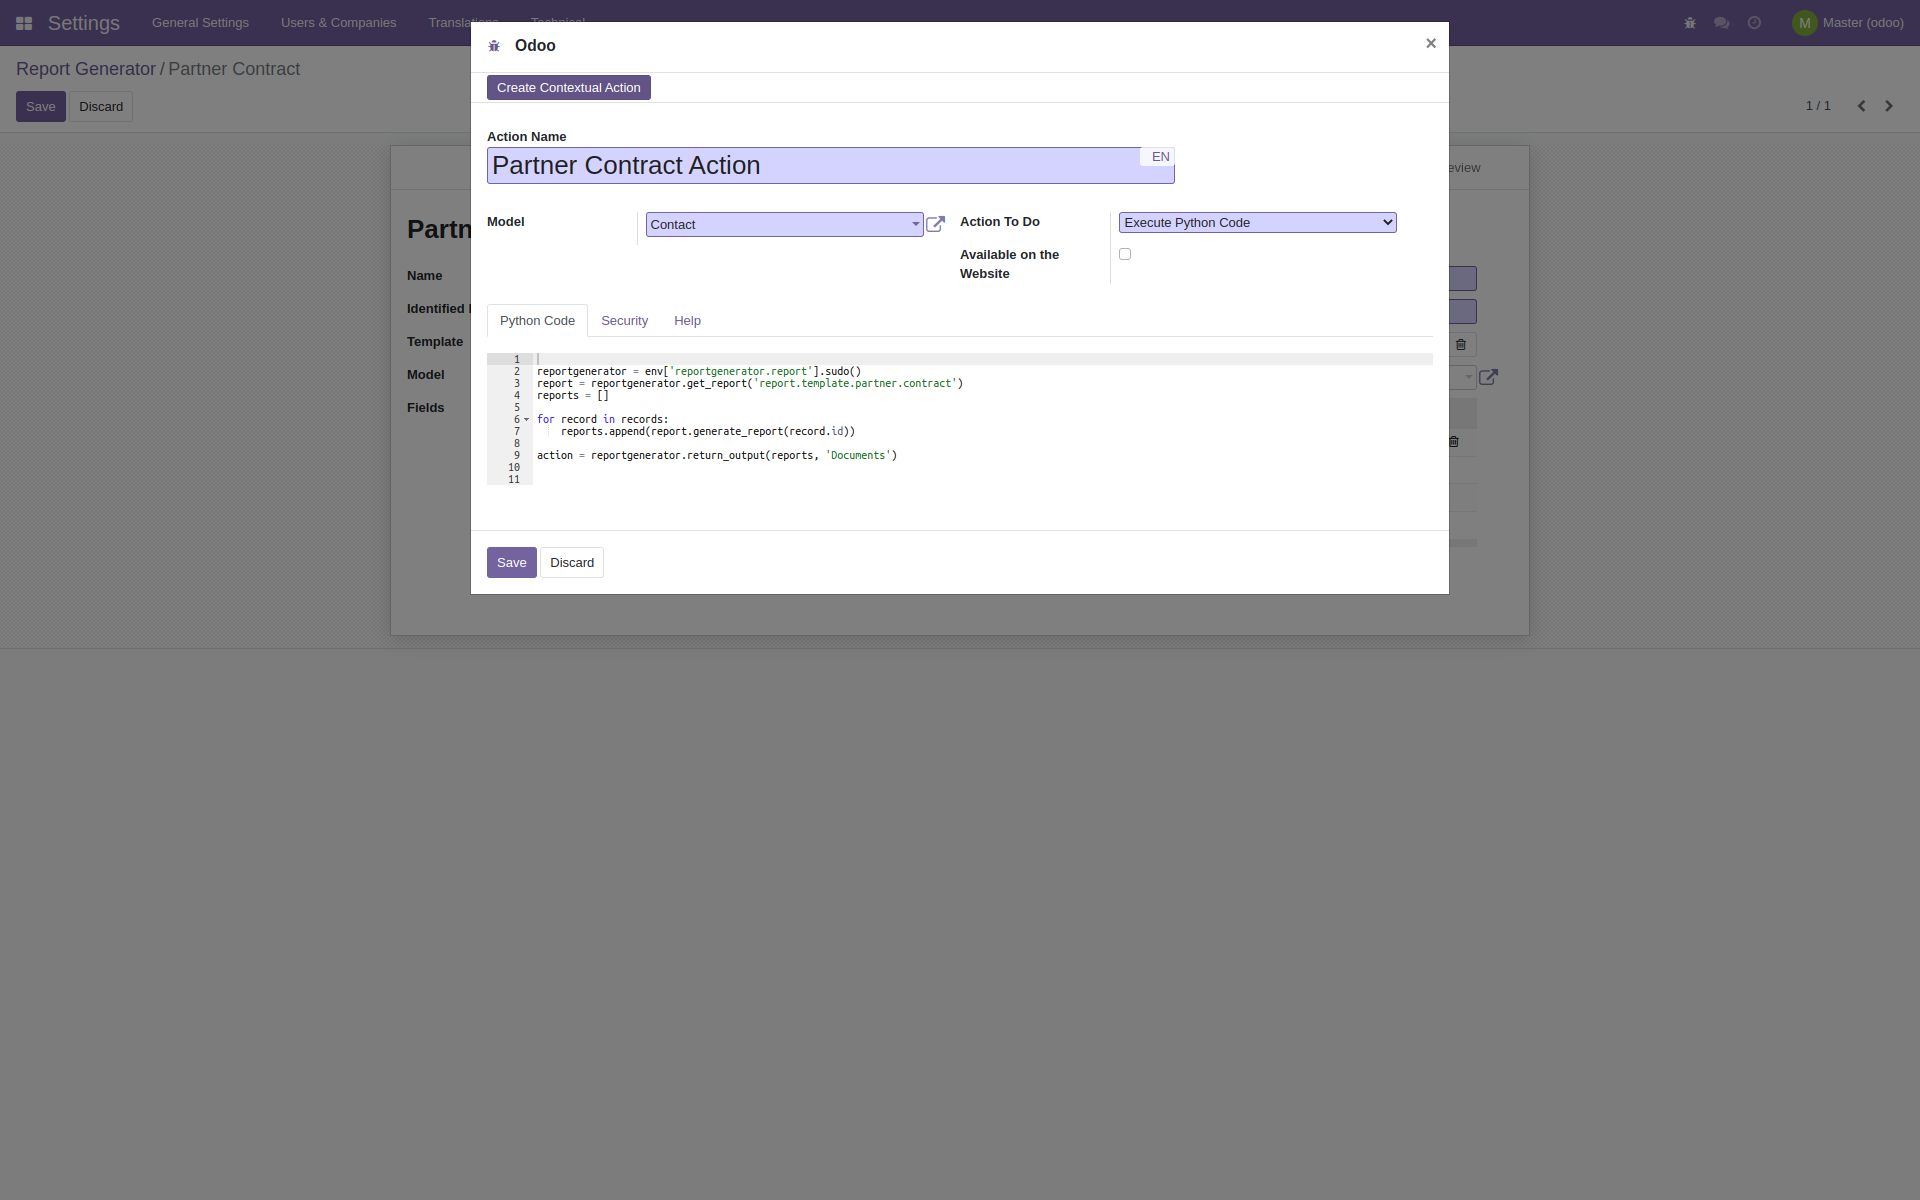 Settings General Settings Users & Companies Master (odoo)
M
Odoo ×
Report Generator / Partner Contract
Save Discard
1 / 1
Create Contextual Action
Action Name
Partner Contract Action EN
Model Contact Action To Do Execute Python Code
Available on the
Website
Name
Identified
Template
Model
Fields
Python Code Security Help
1
2 reportgenerator = env['reportgenerator.report'].sudo()
3 report = reportgenerator.get_report('report.template.partner.contract')
4 reports = []
5
6 for record in records:
7 reports.append(report.generate_report(record.id))
8
9 action = reportgenerator.return_output(reports, 'Documents')
10
11
Save Discard